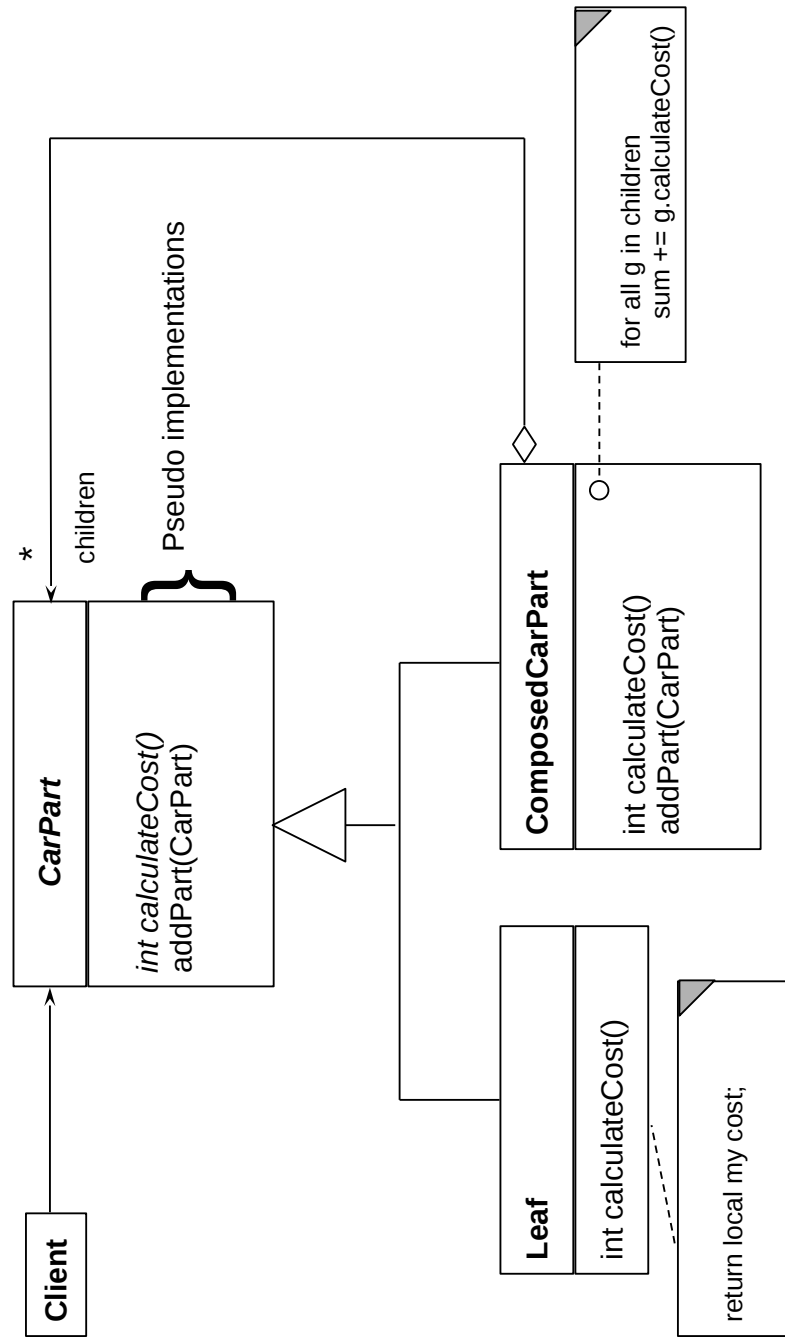 Client
CarPart
int calculateCost()
addPart(CarPart)
Pseudo implementations
*
children
Leaf
int calculateCost()
return local my cost;
ComposedCarPart
int calculateCost()
addPart(CarPart)
for all g in children
sum += g.calculateCost()